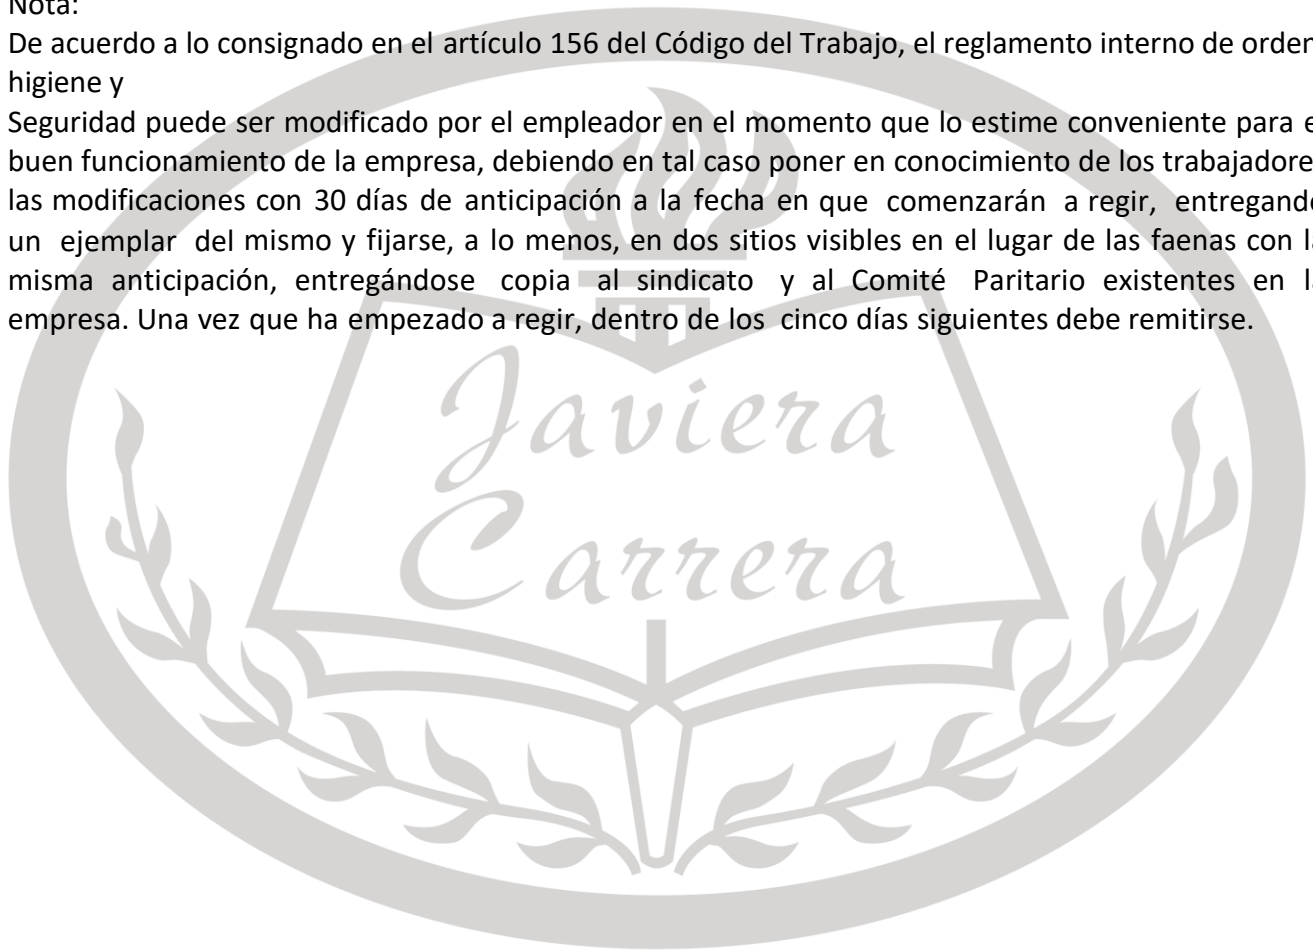 Nota:
De acuerdo a lo consignado en el artículo 156 del Código del Trabajo, el reglamento interno de orden
higiene y
Seguridad puede ser modificado por el empleador en el momento que lo estime conveniente para e
buen funcionamiento de la empresa, debiendo en tal caso poner en conocimiento de los trabajadore
las modificaciones con 30 días de anticipación a la fecha en que comenzarán a regir, entregand
un ejemplar del mismo y fijarse, a lo menos, en dos sitios visibles en el lugar de las faenas con l
misma anticipación, entregándose copia al sindicato y al Comité Paritario existentes en l
empresa. Una vez que ha empezado a regir, dentro de los cinco días siguientes debe remitirse.
Javiera
Carrera